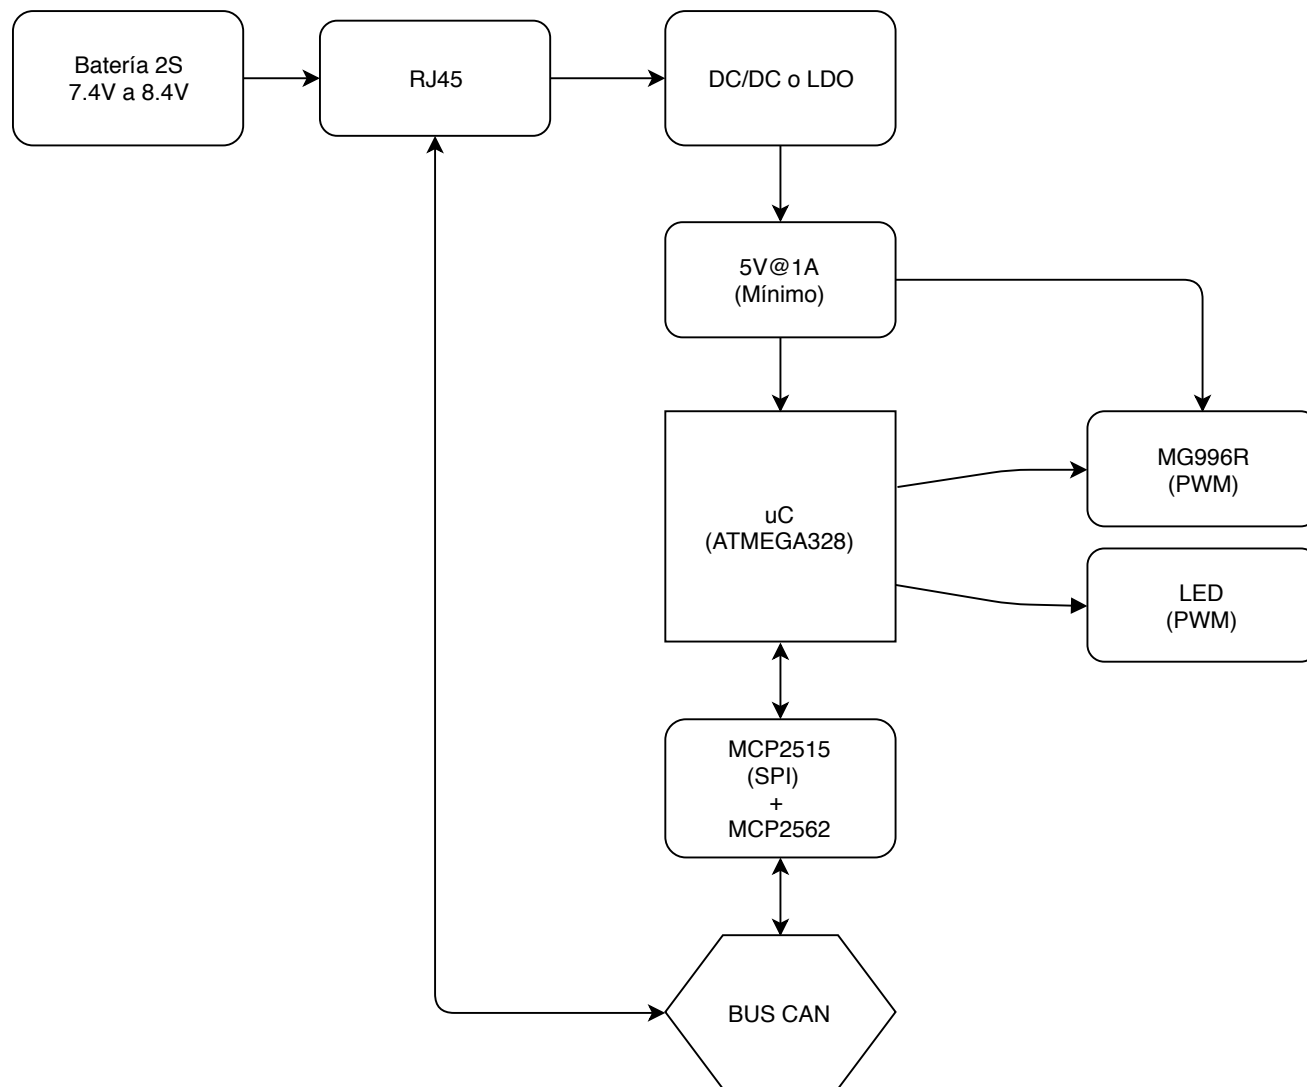 Batería 2S
7.4V a 8.4V
RJ45
DC/DC o LDO
5V@1A
(Mínimo)
uC
(ATMEGA328)
MG996R
(PWM)
LED
(PWM)
MCP2515
(SPI)
+
MCP2562
BUS CAN